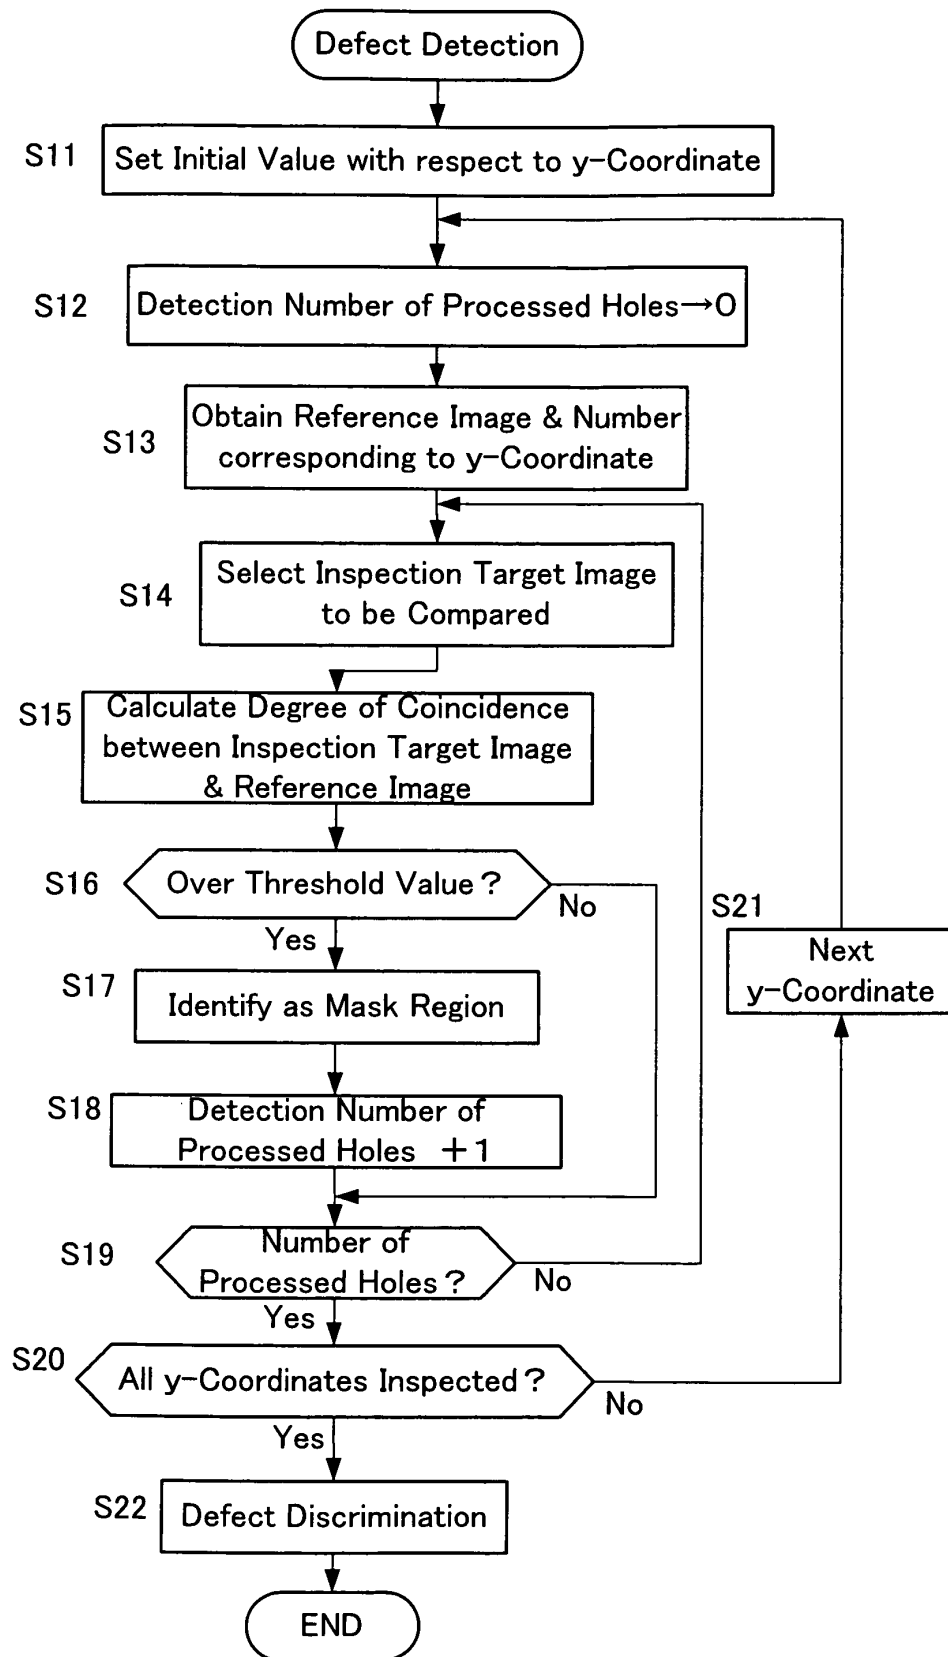 Defect Detection
S11
Set Initial Value with respect to y-Coordinate
S12
Detection Number of Processed Holes→0
S13
Obtain Reference Image & Number
corresponding to y-Coordinate
S14
Select Inspection Target Image
to be Compared
S15
Calculate Degree of Coincidence
between Inspection Target Image
& Reference Image
S16
Over Threshold Value?
No
Yes
S17
Identify as Mask Region
S18
Detection Number of
Processed Holes +1
S19
Number of
Processed Holes?
No
Yes
S20
All y-Coordinates Inspected?
No
Yes
S21
Next
y-Coordinate
S22
Defect Discrimination
END